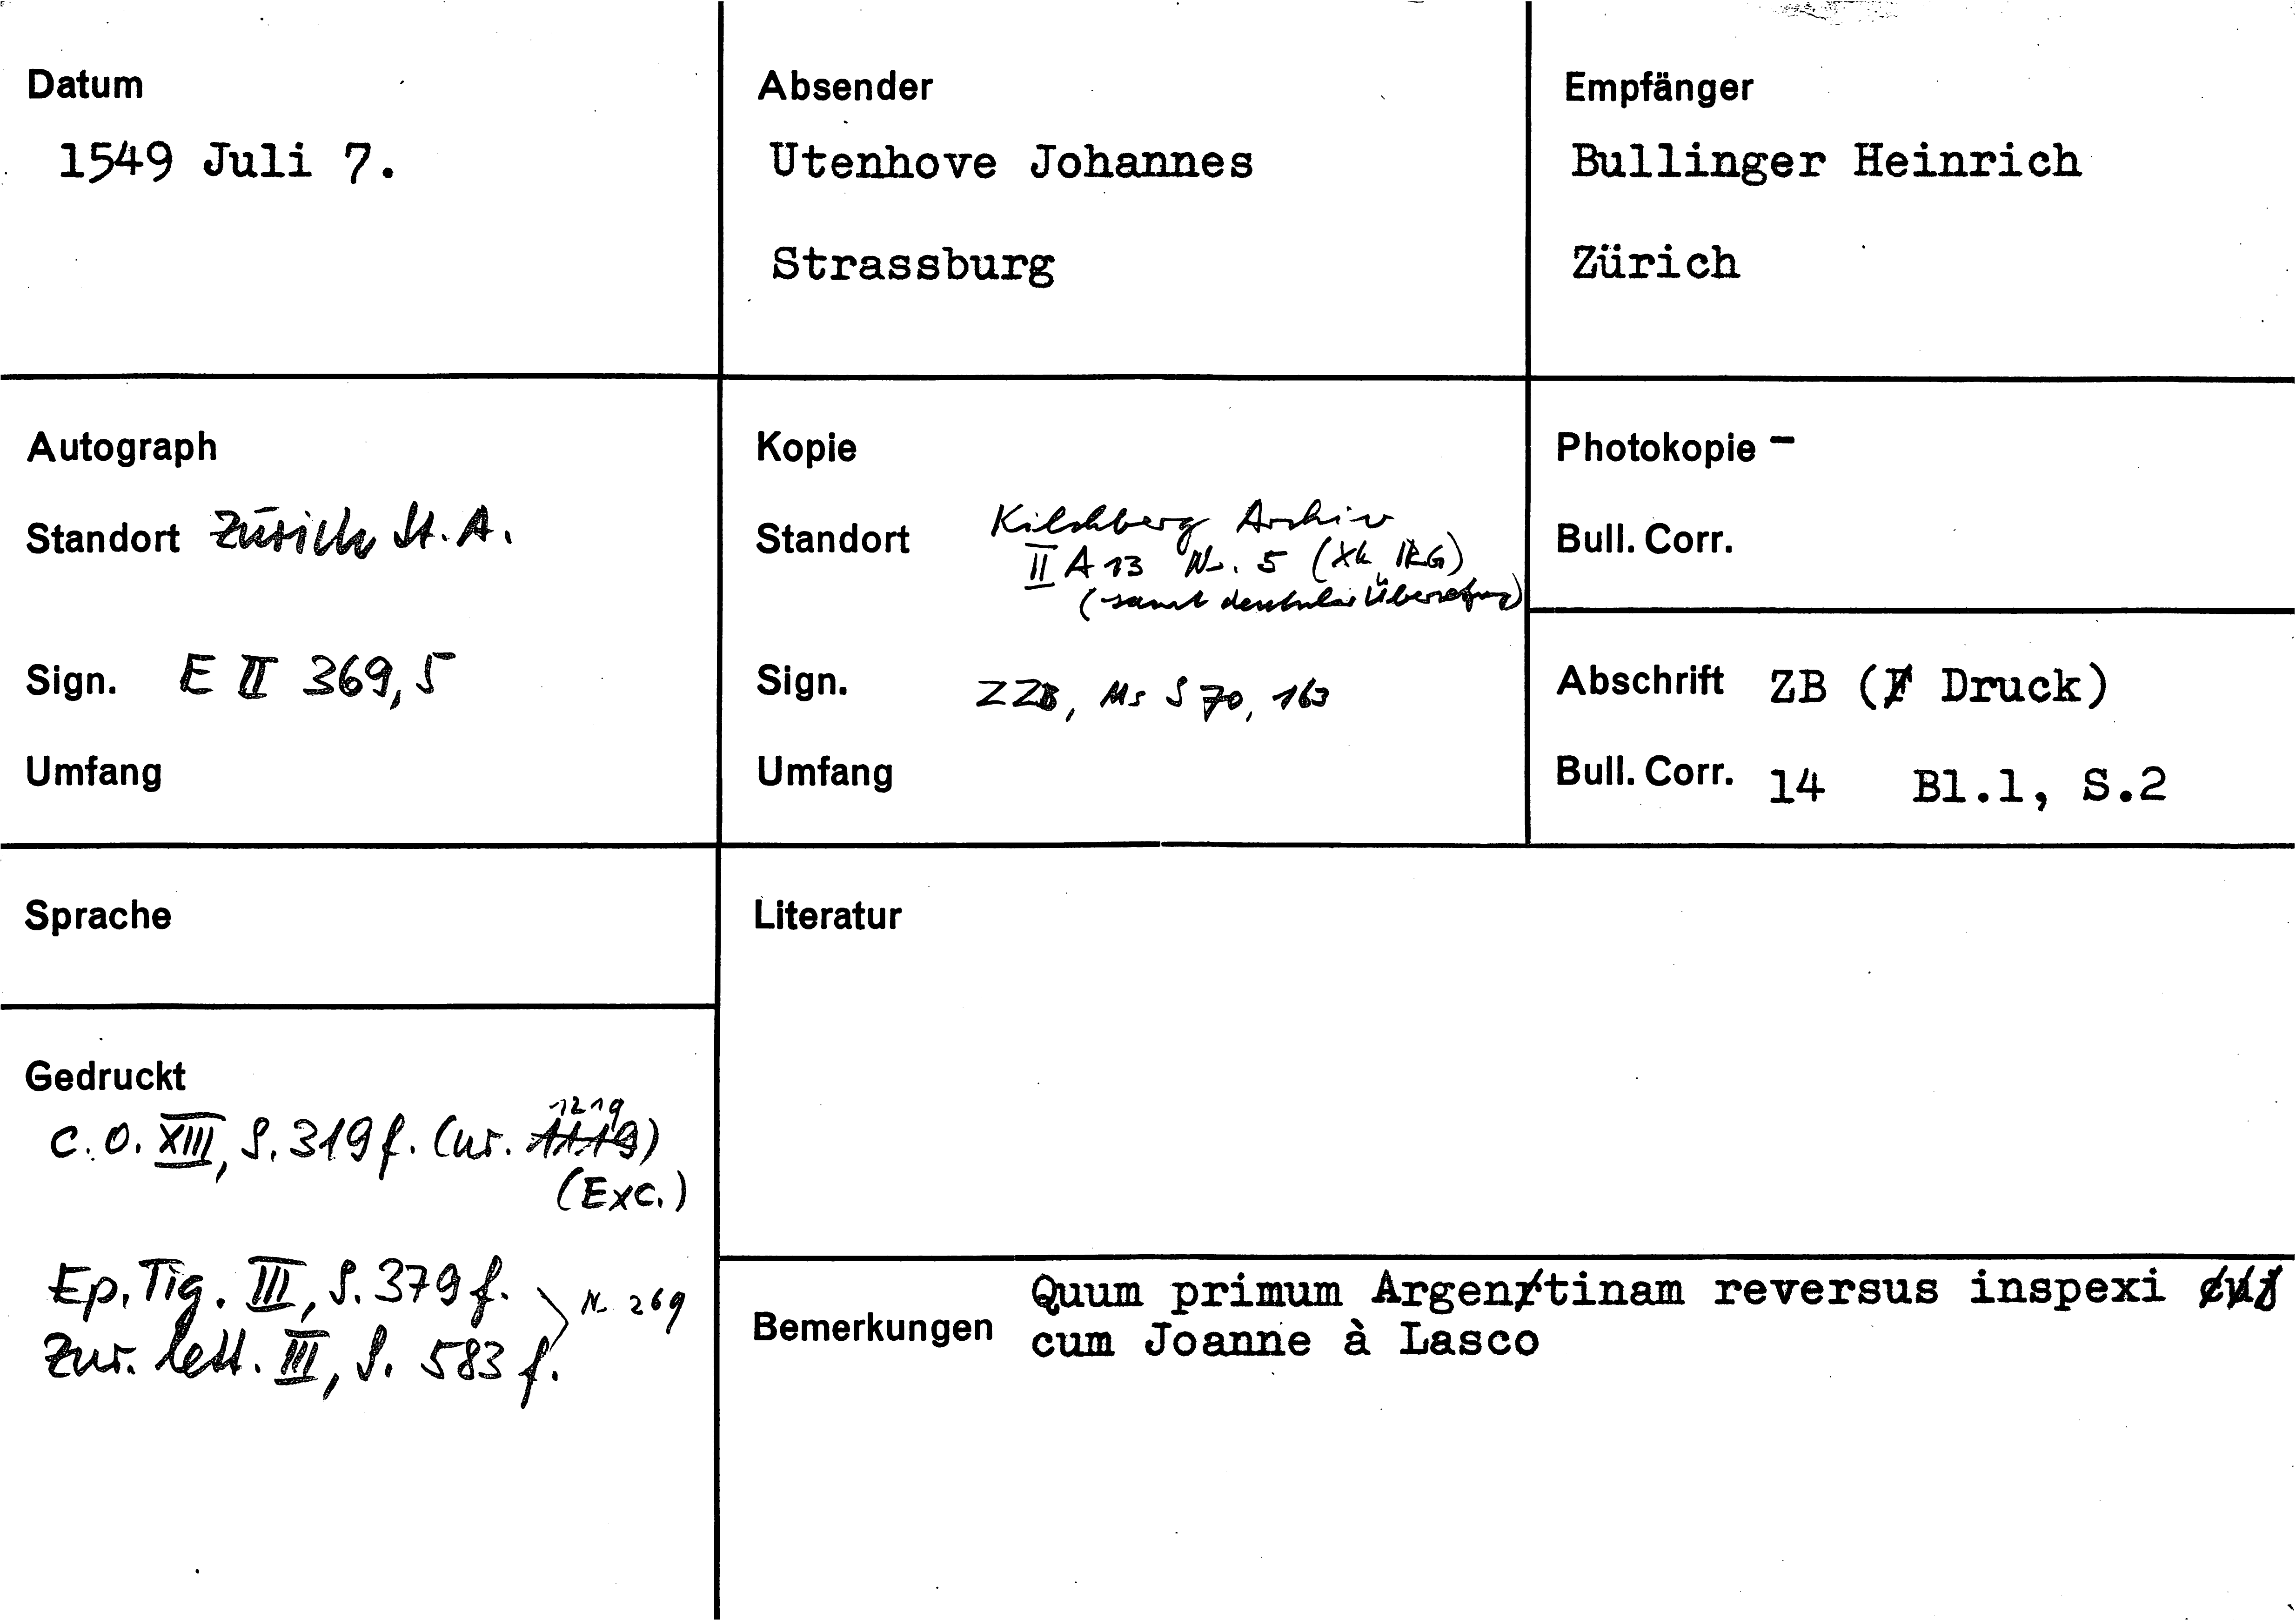 Datum
1549 Juli 7.
Absender
Utenhove Johannes
Strassburg
Empfänger
Bullinger Heinrich
Zürich
Autograph
Standort Zürich St. A.
Sign. E II 369,5
Umfang
Kopie
Standort Kilchberg Archiv
II A 13 Nr. 5 (Xk IRG)
(samt deutscher Übersetzung)
Sign. ZZB, Ms S 70, 163
Umfang
Photokopie -
Bull. Corr.
Abschrift ZB ( Druck)
Bull. Corr. 14 Bl.1, S.2
Sprache
Gedruckt
1219
C.O. XIII, S. 319 f. (nr. 1119)
(Exc.)
Ep. Tig. III, S. 379 f.
N. 269
Zur. lett. III, S. 583 f.
Literatur
Bemerkungen
Quum primum Argentinam reversus inspexi
cum Joanne à Lasco